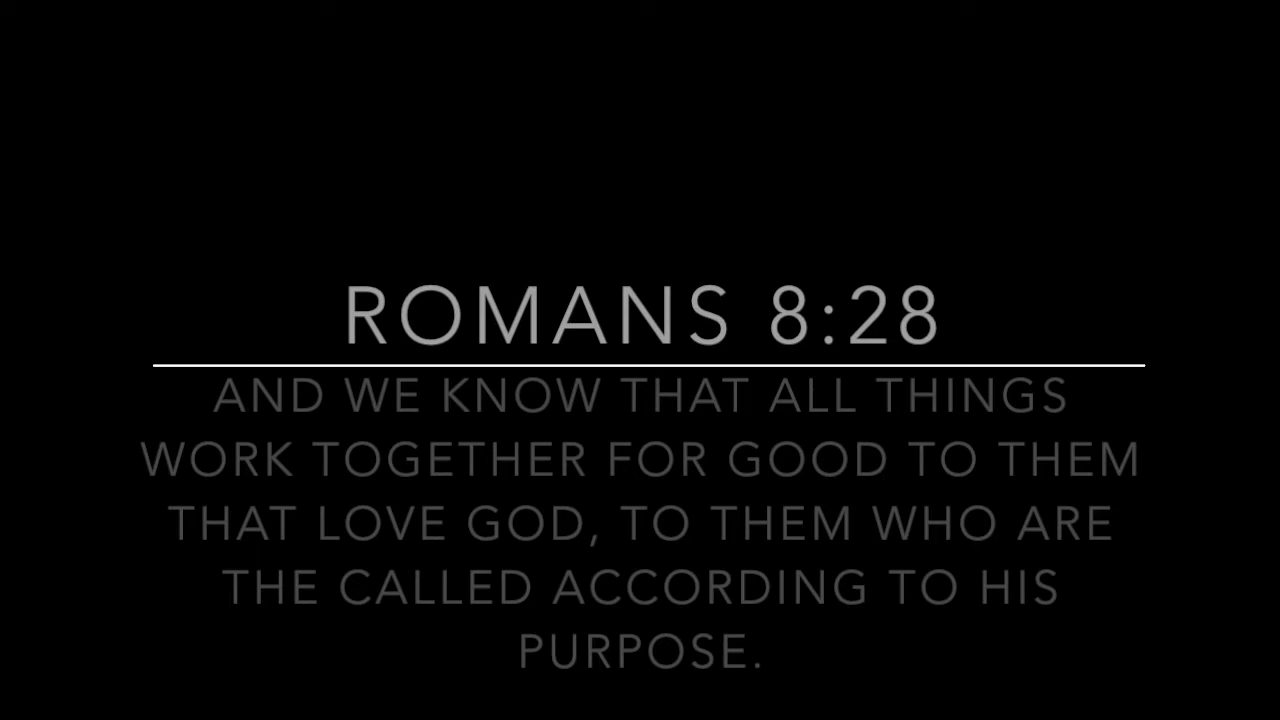 ROMANS 8:28
AND WE KNOW THAT ALL THINGS
WORK TOGETHER FOR GOOD TO THEM
THAT LOVE GOD, TO THEM WHO ARE
THE CALLED ACCORDING TO HIS
PURPOSE.